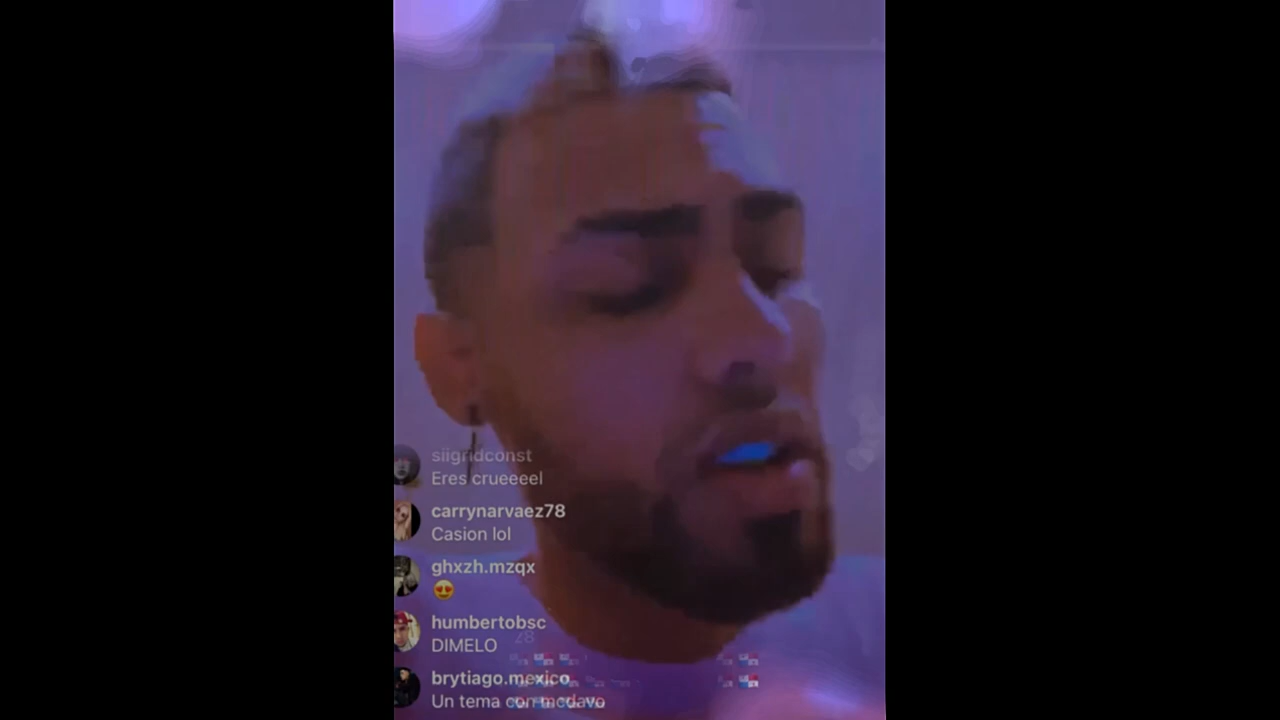 siigridconst
Eres crueeeel
carrynarvaez78
Casion lol
ghxzh.mzqx
humbertobsc
DIMELO
brytiago.mexico
Un tema con